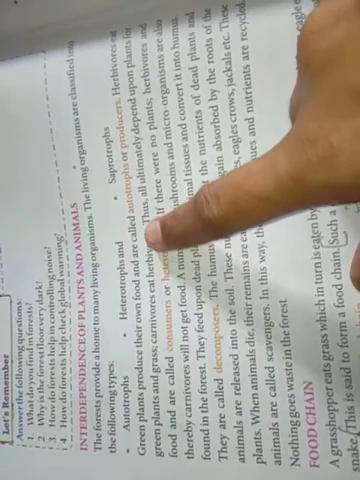 Let's Remember
Answer the following questions:
1. What do you find in forests?
2. Why is the forest floor very dark?
3. How do forests help in controlling noise?
4. How do forests help check global warming?
INTERDEPENDENCE OF PLANTS AND ANIMALS
The forests provide a home to many living organisms. The living organisms are classified into
the following types:
• Autotrophs • Heterotrophs and • Saprotrophs
Green plants produce their own food and are called autotrophs or producers. Herbivores eat
green plants and grass; carnivores eat herbiv Thus, all ultimately depend upon plants for
food and are called consumers or If there were no plants; herbivores and
thereby carnivores will not get food. A num shrooms and micro-organisms are also
found in the forest. They feed upon dead pla mal tissues and convert it into humus.
They are called decomposers. The humus the nutrients of dead plants and
animals are released into the soil. These nu gain absorbed by the roots of the
plants. When animals die, their remains are ea es, eagles crows, jackals etc. These
animals are called scavengers. In this way, the ues and nutrients are recycled.
Nothing goes waste in the forest.
FOOD CHAIN
A grasshopper eats grass which in turn is eaten by eagle
snake. This is said to form a food chain. Such a